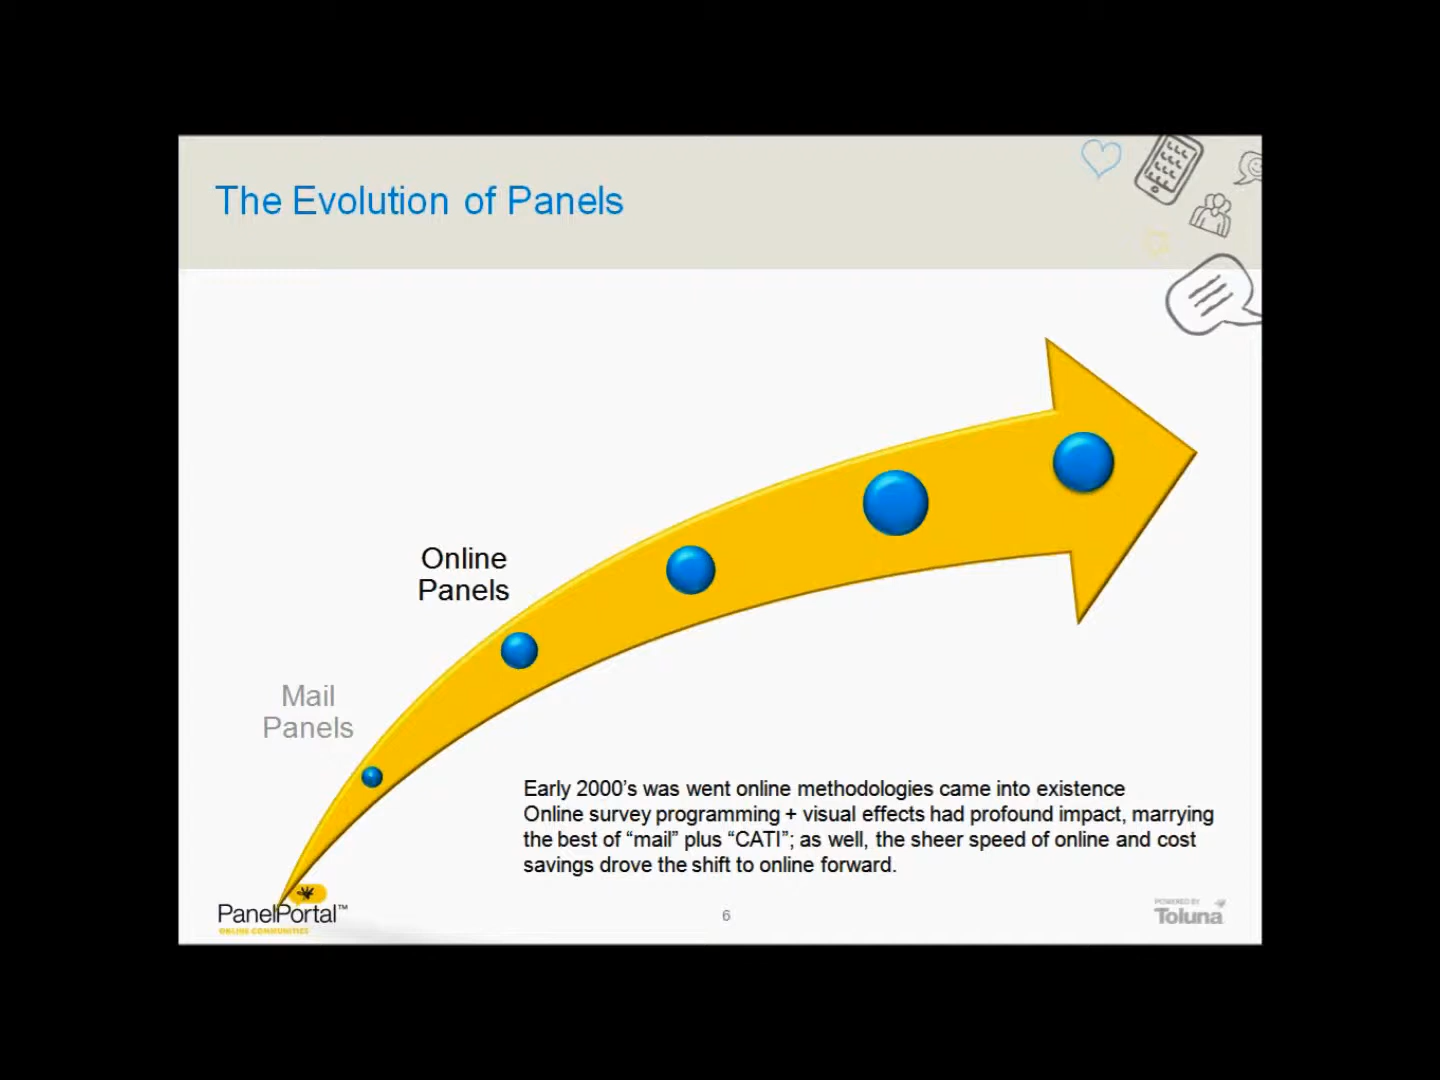 The Evolution of Panels
Online
Panels
Mail
Panels
Early 2000's was went online methodologies came into existence
Online survey programming + visual effects had profound impact, marrying
the best of “mail” plus “CATI”; as well, the sheer speed of online and cost
savings drove the shift to online forward.
PanelPortal™
ONLINE COMMUNITIES
6
POWERED BY
Toluna